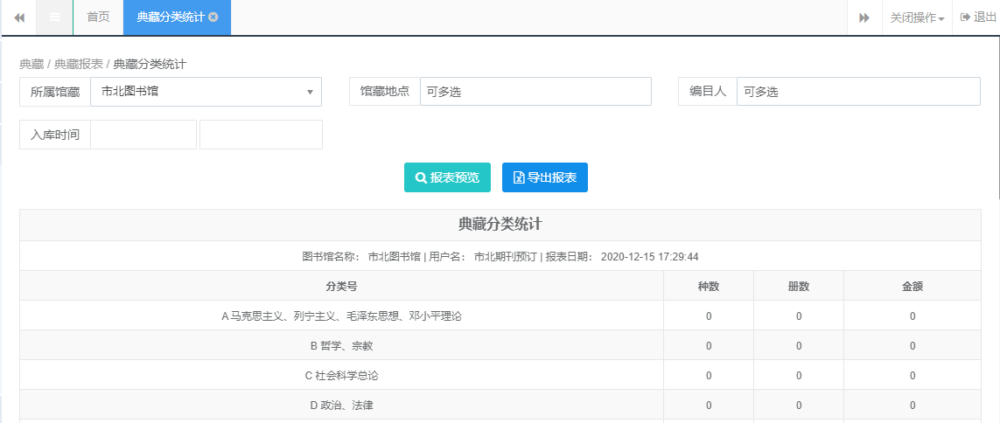 首页 典藏分类统计 关闭操作 退出
典藏 / 典藏报表 / 典藏分类统计
所属馆藏 市北图书馆 馆藏地点 可多选 编目人 可多选
入库时间
报表预览 导出报表
典藏分类统计
图书馆名称： 市北图书馆 | 用户名： 市北期刊预订 | 报表日期： 2020-12-15 17:29:44
分类号 种数 册数 金额
A 马克思主义、列宁主义、毛泽东思想、邓小平理论 0 0 0
B 哲学、宗教 0 0 0
C 社会科学总论 0 0 0
D 政治、法律 0 0 0